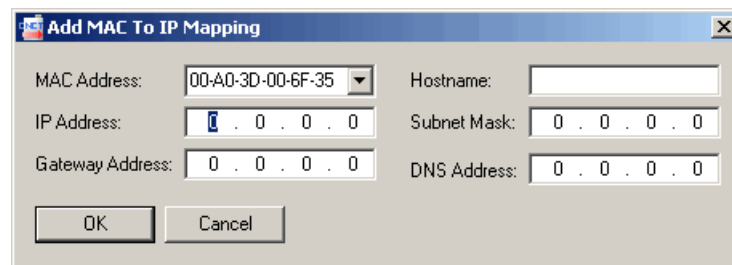 Add MAC To IP Mapping
MAC Address: 00-A0-3D-00-6F-35 Hostname:
IP Address: 0 . 0 . 0 . 0 Subnet Mask: 0 . 0 . 0 . 0
Gateway Address: 0 . 0 . 0 . 0 DNS Address: 0 . 0 . 0 . 0
OK Cancel